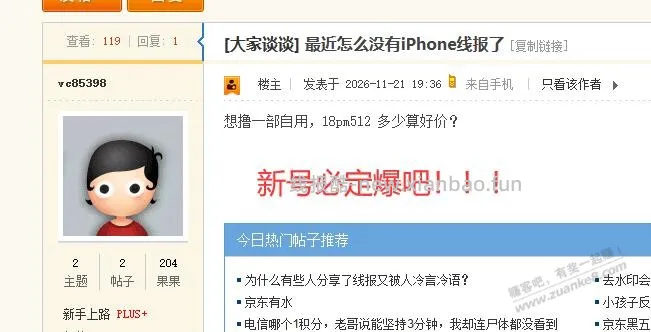 查看: 119 | 回复: 1
[大家谈谈] 最近怎么没有iPhone线报了 [复制链接]
vc85398
楼主 | 发表于 2026-11-21 19:36 来自手机 | 只看该作者
想撸一部自用，18pm512 多少算好价？
新号必定爆吧！！！
今日热门帖子推荐
2 2 204
主题 帖子 果果
为什么有些人分享了线报又被人冷言冷语? 去水印会
京东有水 小孩子反
新手上路 PLUS+
电信哪个1积分，老哥说能坚持3分钟，我却连尸体都没看到 京东黑五
赚客吧，有奖一起赚！
www.zuanke8.com